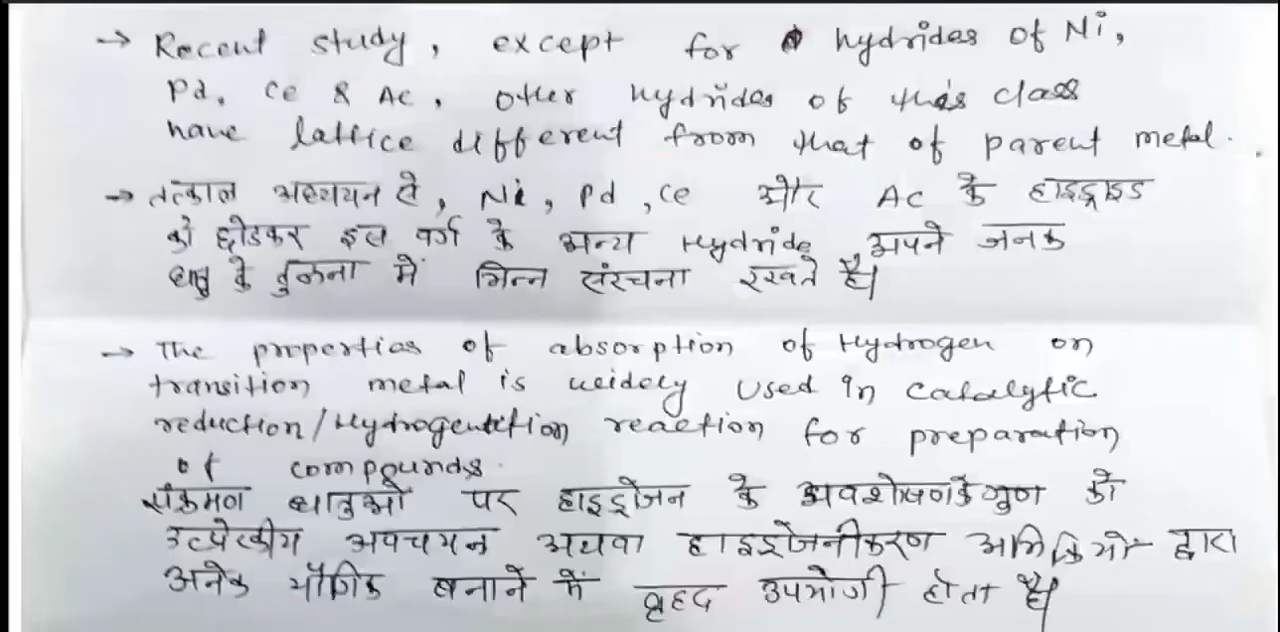 → Recent study, except for hydrides of Ni,
Pd, Ce & Ac, other hydrides of this class
have lattice different from that of parent metal.
→ तत्काल अध्ययन से, Ni, Pd, Ce और Ac के हाइड्राइड
को छोडकर इस वर्ग के अन्य Hydride अपने जनक
धातु के तुलना में भिन्न संरचना रखते है।
→ The properties of absorption of Hydrogen on
transition metal is widely used in catalytic
reduction/Hydrogentition reaction for preparation
of compounds.
संक्रमण धातुओ पर हाइड्रोजन के अवशोषण के गुण को
उत्प्रेरकीय अपचयन अथवा हाइड्रोजनीकरण अभिक्रियो द्वारा
अनेक यौगिक बनाने में वृहद उपयोगी होता है।